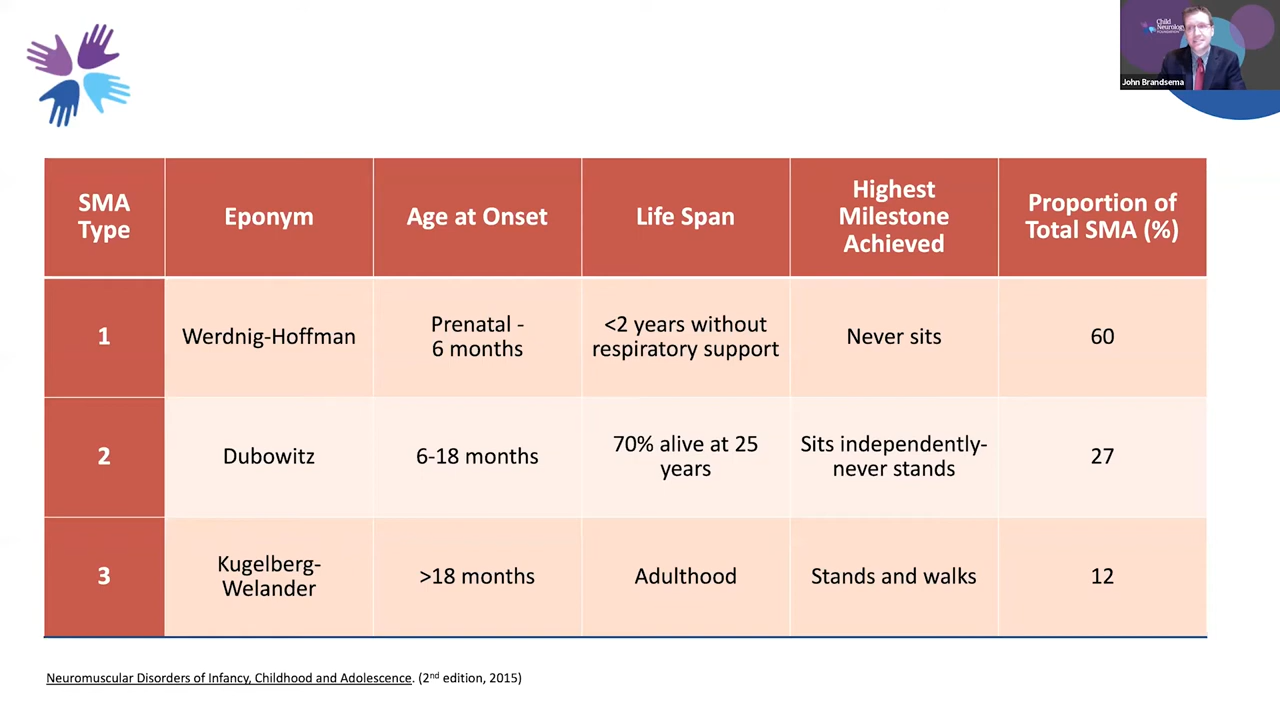 Child
Neurology
FOUNDATION
John Brandsema
SMA
Type
Eponym
Age at Onset
Life Span
Highest
Milestone
Achieved
Proportion of
Total SMA (%)
1
Werdnig-Hoffman
Prenatal -
6 months
<2 years without
respiratory support
Never sits
60
2
Dubowitz
6-18 months
70% alive at 25
years
Sits independently-
never stands
27
3
Kugelberg-
Welander
>18 months
Adulthood
Stands and walks
12
Neuromuscular Disorders of Infancy, Childhood and Adolescence. (2nd edition, 2015)